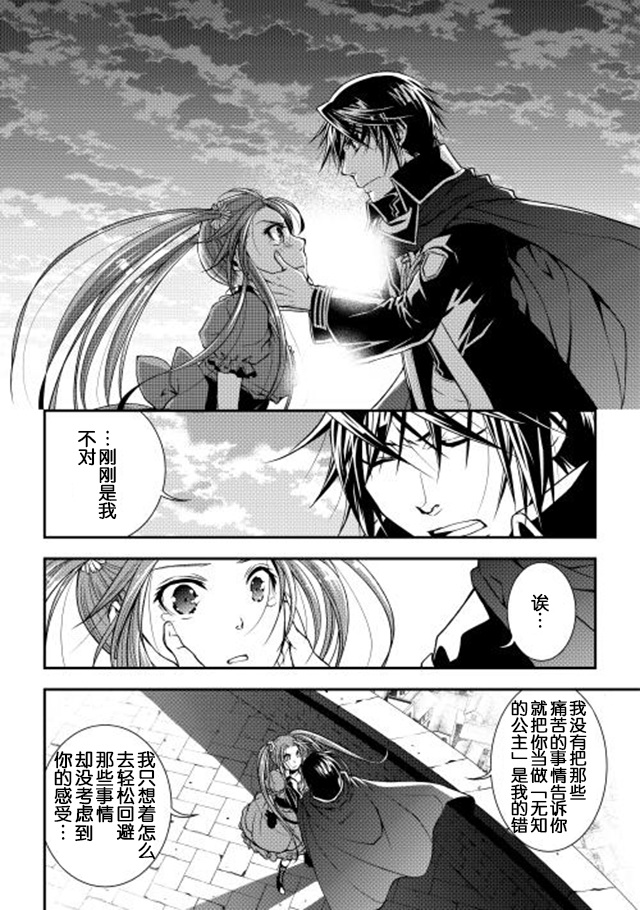 …刚刚是我
不对
诶…
我没有把那些
痛苦的事情告诉你
就把你当做「无知
的公主」是我的错
我只想着怎么
去轻松回避
那些事情
却没考虑到
你的感受…